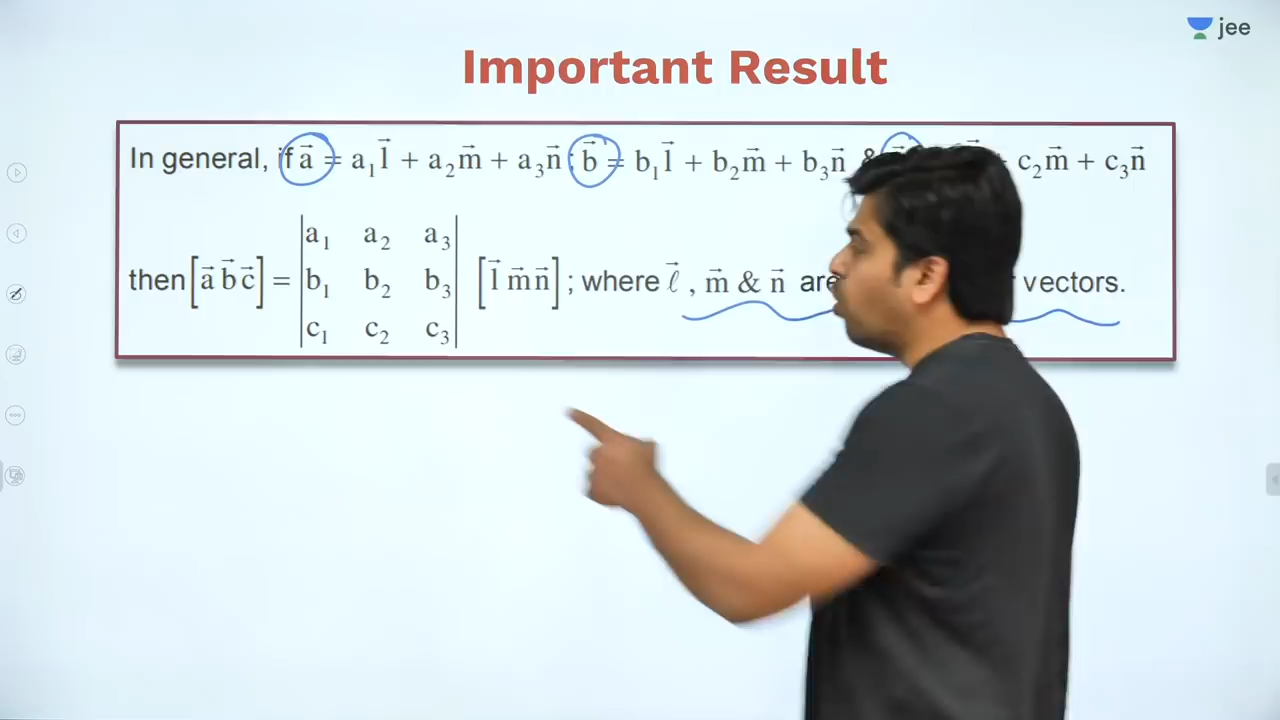 jee
Important Result
In general, if a⃗ = a₁l⃗ + a₂m⃗ + a₃n⃗ ; b⃗ = b₁l⃗ + b₂m⃗ + b₃n⃗ & + c₂m⃗ + c₃n⃗
then [a⃗ b⃗ c⃗] = |a₁ a₂ a₃| [l⃗ m⃗ n⃗] ; where ℓ⃗ , m⃗ & n⃗ are vectors.
|b₁ b₂ b₃|
|c₁ c₂ c₃|